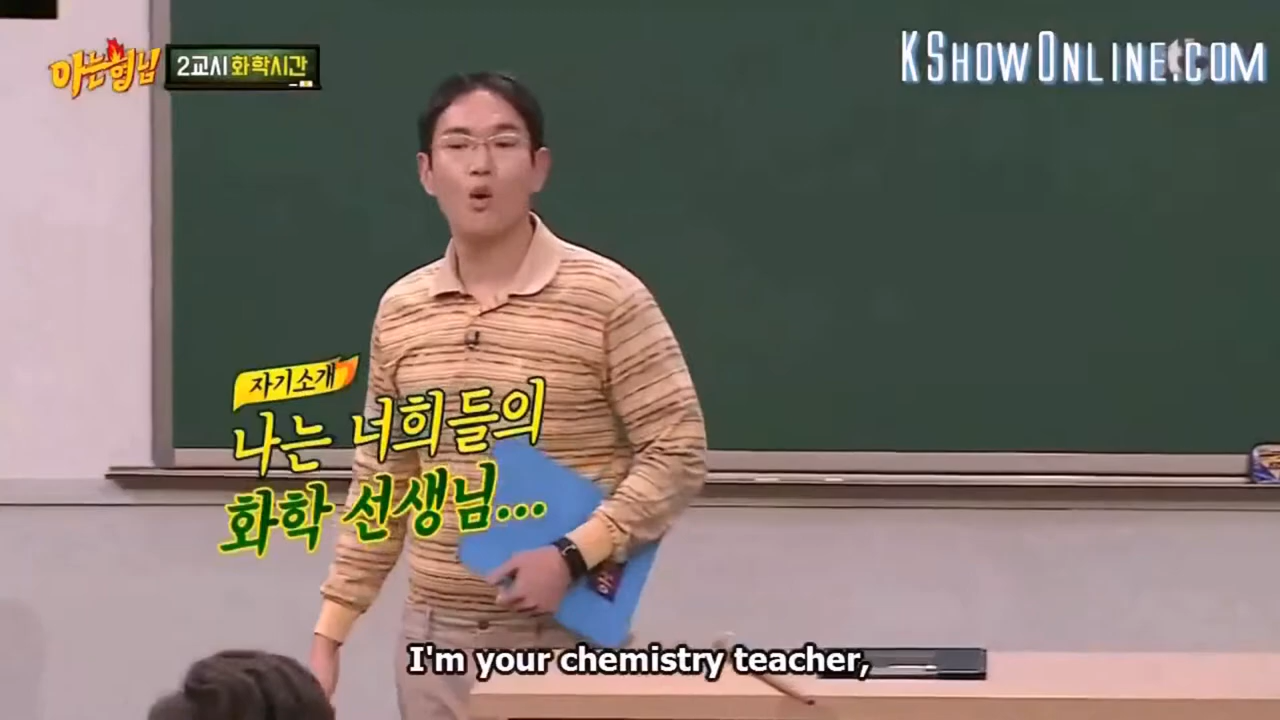 아는형님
2교시 화학시간
KSHOWONLINE.COM
자기소개
나는 너희들의
화학 선생님...
I'm your chemistry teacher,